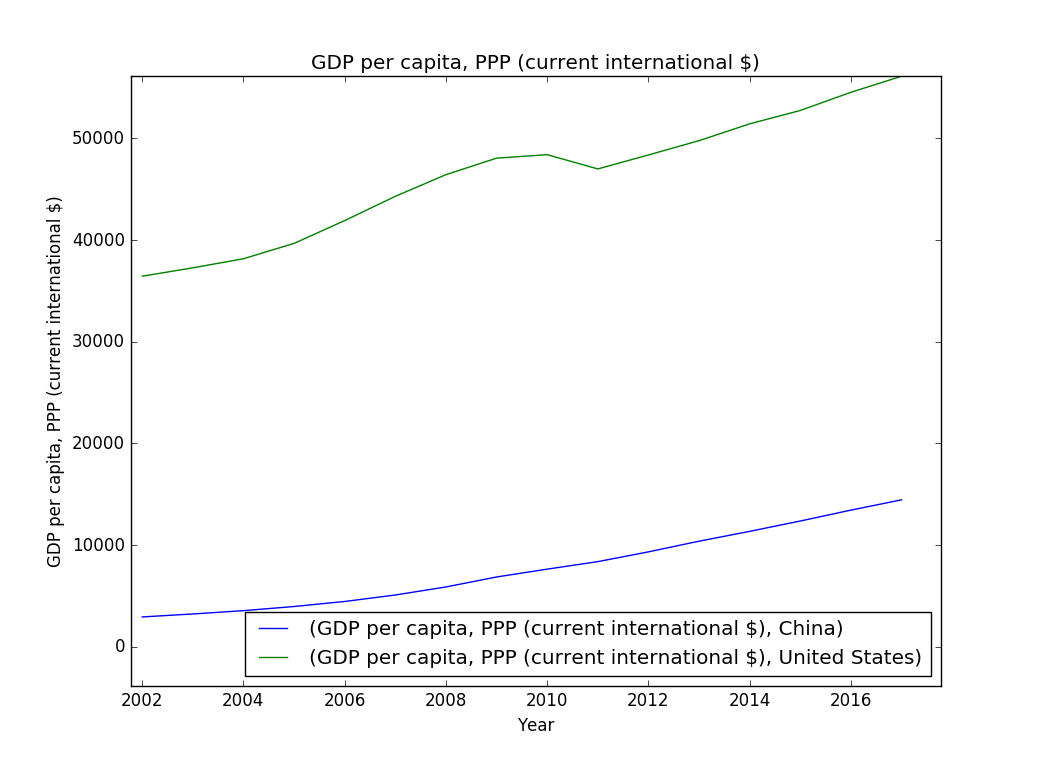 GDP per capita, PPP (current international $)
GDP per capita, PPP (current international $)
50000
40000
30000
20000
10000
0
(GDP per capita, PPP (current international $), China)
(GDP per capita, PPP (current international $), United States)
2002 2004 2006 2008 2010 2012 2014 2016
Year